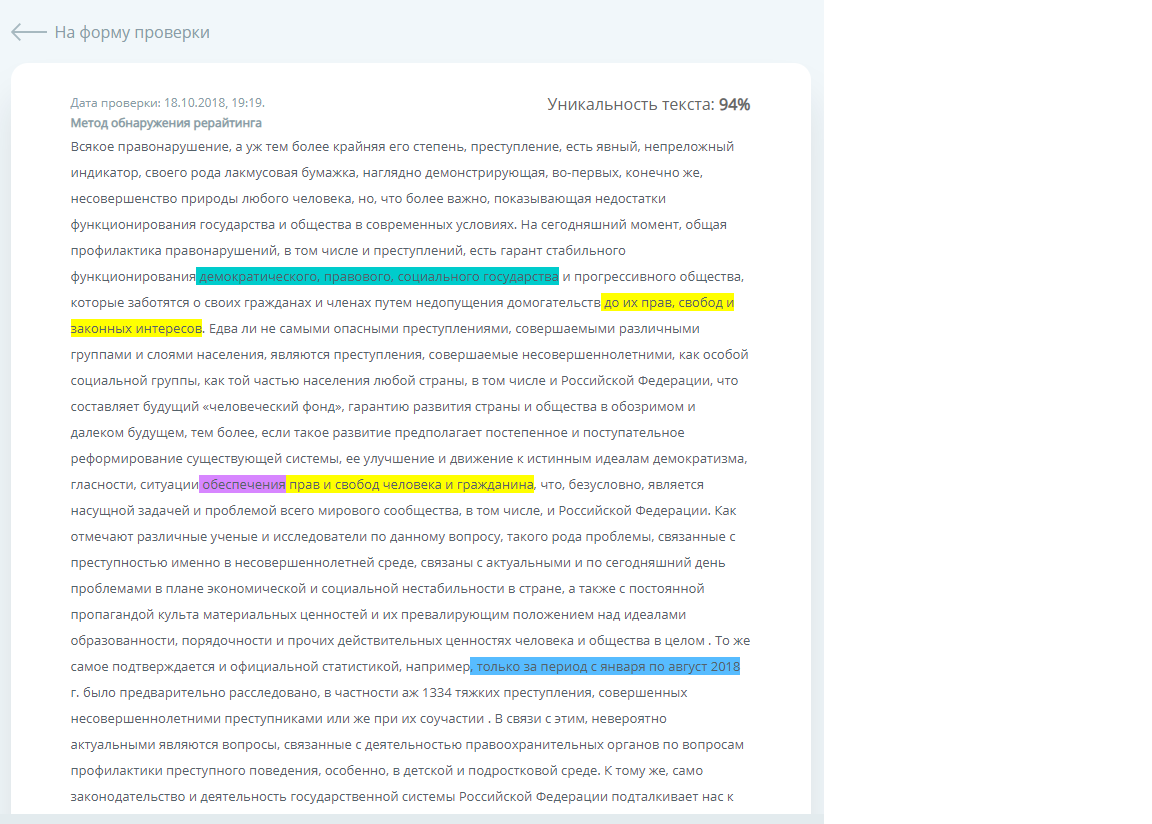 На форму проверки
Дата проверки: 18.10.2018, 19:19.
Уникальность текста: 94%
Метод обнаружения рерайтинга
Всякое правонарушение, а уж тем более крайняя его степень, преступление, есть явный, непреложный
индикатор, своего рода лакмусовая бумажка, наглядно демонстрирующая, во-первых, конечно же,
несовершенство природы любого человека, но, что более важно, показывающая недостатки
функционирования государства и общества в современных условиях. На сегодняшний момент, общая
профилактика правонарушений, в том числе и преступлений, есть гарант стабильного
функционирования демократического, правового, социального государства и прогрессивного общества,
которые заботятся о своих гражданах и членах путем недопущения домогательств до их прав, свобод и
законных интересов. Едва ли не самыми опасными преступлениями, совершаемыми различными
группами и слоями населения, являются преступления, совершаемые несовершеннолетними, как особой
социальной группы, как той частью населения любой страны, в том числе и Российской Федерации, что
составляет будущий «человеческий фонд», гарантию развития страны и общества в обозримом и
далеком будущем, тем более, если такое развитие предполагает постепенное и поступательное
реформирование существующей системы, ее улучшение и движение к истинным идеалам демократизма,
гласности, ситуации обеспечения прав и свобод человека и гражданина, что, безусловно, является
насущной задачей и проблемой всего мирового сообщества, в том числе, и Российской Федерации. Как
отмечают различные ученые и исследователи по данному вопросу, такого рода проблемы, связанные с
преступностью именно в несовершеннолетней среде, связаны с актуальными и по сегодняшний день
проблемами в плане экономической и социальной нестабильности в стране, а также с постоянной
пропагандой культа материальных ценностей и их превалирующим положением над идеалами
образованности, порядочности и прочих действительных ценностях человека и общества в целом . То же
самое подтверждается и официальной статистикой, например, только за период с января по август 2018
г. было предварительно расследовано, в частности аж 1334 тяжких преступления, совершенных
несовершеннолетними преступниками или же при их соучастии . В связи с этим, невероятно
актуальными являются вопросы, связанные с деятельностью правоохранительных органов по вопросам
профилактики преступного поведения, особенно, в детской и подростковой среде. К тому же, само
законодательство и деятельность государственной системы Российской Федерации подталкивает нас к